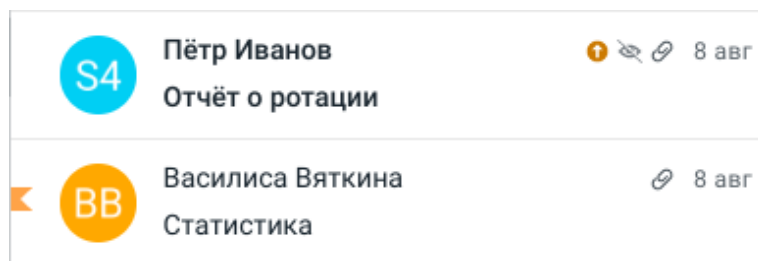 S4
Пётр Иванов
8 авг
Отчёт о ротации
ВВ
Василиса Вяткина
8 авг
Статистика